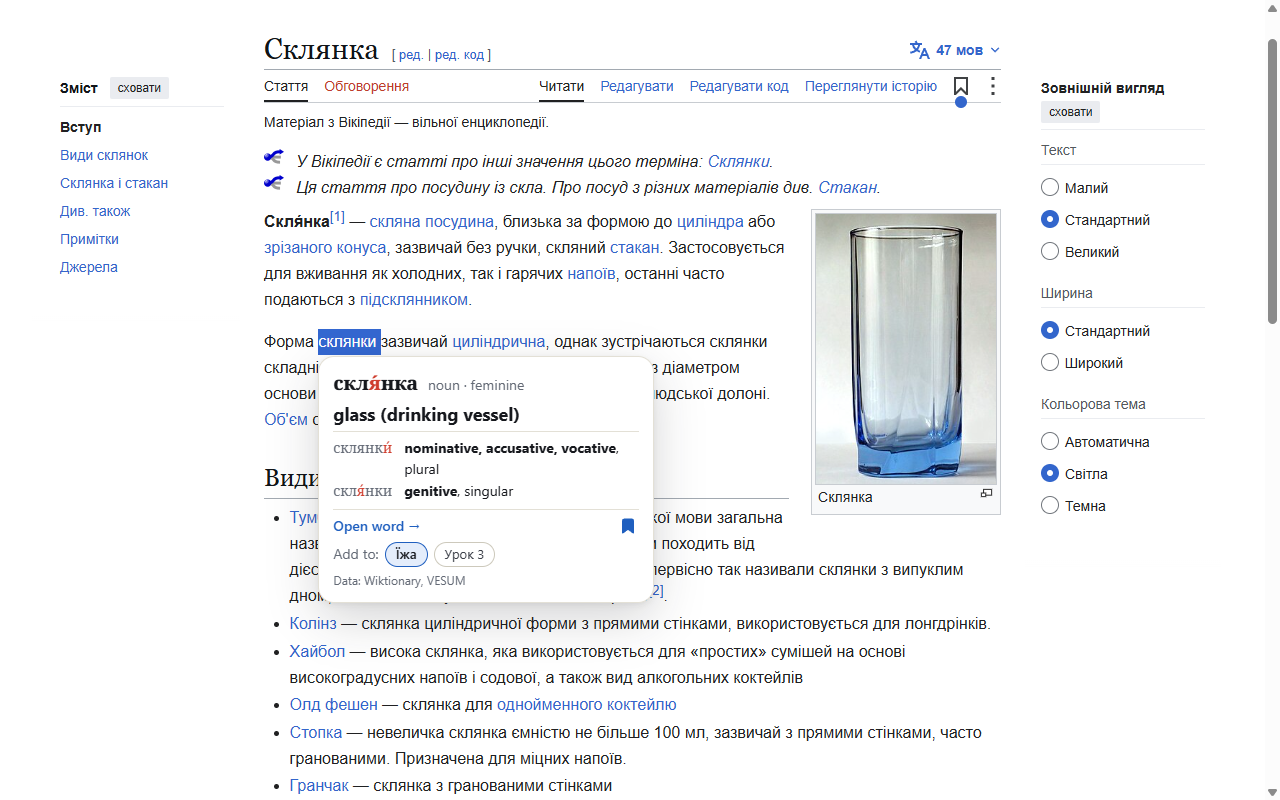 Склянка [ ред. | ред. код ]
47 мов
Зміст сховати
Вступ
Види склянок
Склянка і стакан
Див. також
Примітки
Джерела
Стаття Обговорення Читати Редагувати Редагувати код Переглянути історію
Матеріал з Вікіпедії — вільної енциклопедії.
У Вікіпедії є статті про інші значення цього терміна: Склянки.
Ця стаття про посудину із скла. Про посуд з різних матеріалів див. Стакан.
Скля́нка[1] — скляна посудина, близька за формою до циліндра або
зрізаного конуса, зазвичай без ручки, скляний стакан. Застосовується
для вживання як холодних, так і гарячих напоїв, останні часто
подаються з підсклянником.
Форма склянки зазвичай циліндрична, однак зустрічаються склянки
з діаметром
основи
Об'єм
скля́нка noun · feminine
glass (drinking vessel)
склянки́ nominative, accusative, vocative,
plural
скля́нки genitive, singular
Open word →
Add to: Їжа Урок 3
Data: Wiktionary, VESUM
Склянка
Види
мови загальна
походить від
первісно так називали склянки з випуклим
[2].
Колінз — склянка циліндричної форми з прямими стінками, використовується для лонгдрінків.
Хайбол — висока склянка, яка використовується для «простих» сумішей на основі
високоградусних напоїв і содової, а також вид алкогольних коктейлів
Олд фешен — склянка для однойменного коктейлю
Стопка — невеличка склянка ємністю не більше 100 мл, зазвичай з прямими стінками, часто
гранованими. Призначена для міцних напоїв.
Гранчак — склянка з гранованими стінками
Зовнішній вигляд
сховати
Текст
Малий
Стандартний
Великий
Ширина
Стандартний
Широкий
Кольорова тема
Автоматична
Світла
Темна